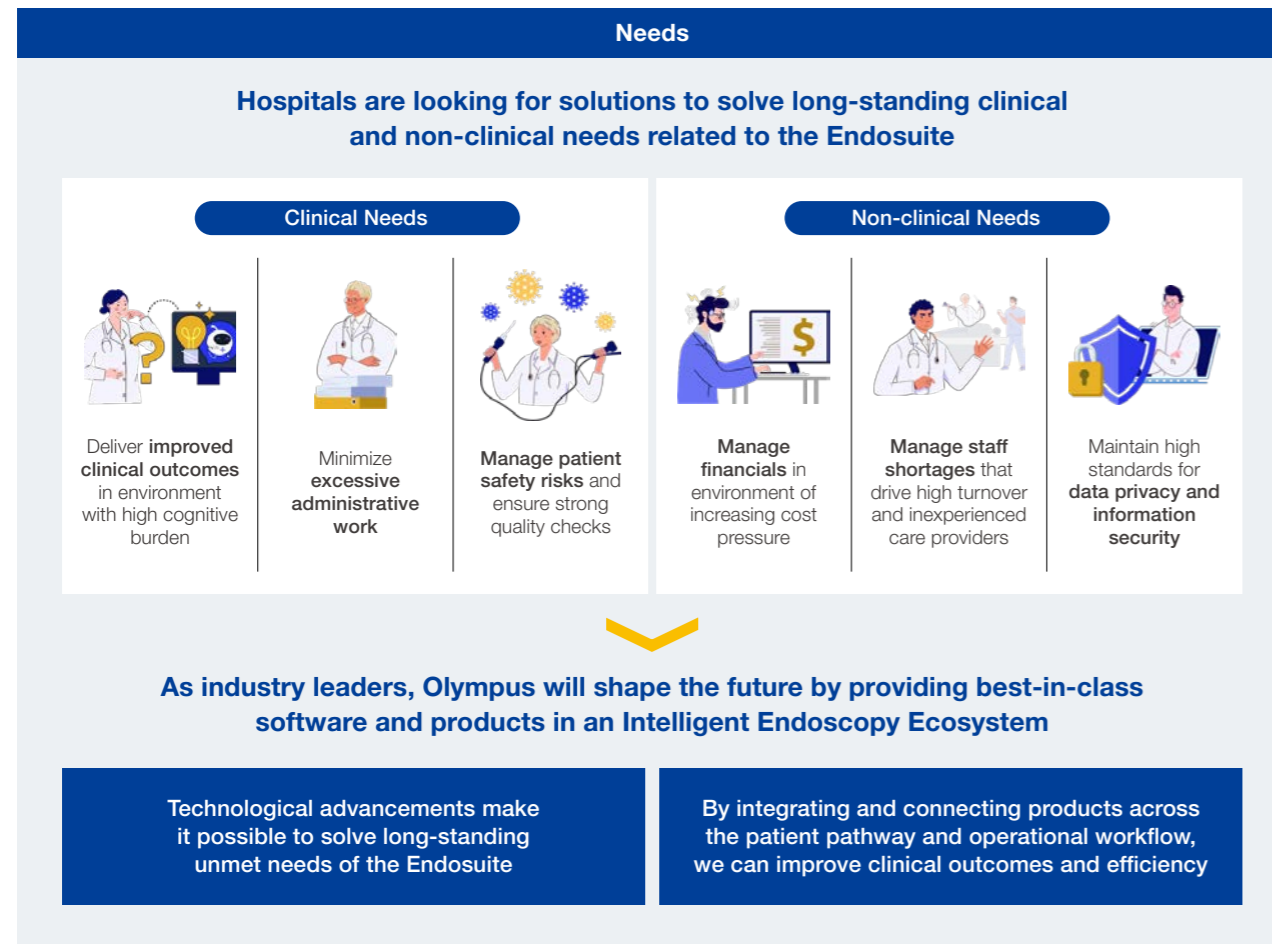 Needs
Hospitals are looking for solutions to solve long-standing clinical
and non-clinical needs related to the Endosuite
Clinical Needs
Deliver improved
clinical outcomes
in environment
with high cognitive
burden
Minimize
excessive
administrative
work
Manage patient
safety risks and
ensure strong
quality checks
Non-clinical Needs
$
Manage
financials in
environment of
increasing cost
pressure
Manage staff
shortages that
drive high turnover
and inexperienced
care providers
Maintain high
standards for
data privacy and
information
security
As industry leaders, Olympus will shape the future by providing best-in-class
software and products in an Intelligent Endoscopy Ecosystem
Technological advancements make
it possible to solve long-standing
unmet needs of the Endosuite
By integrating and connecting products across
the patient pathway and operational workflow,
we can improve clinical outcomes and efficiency